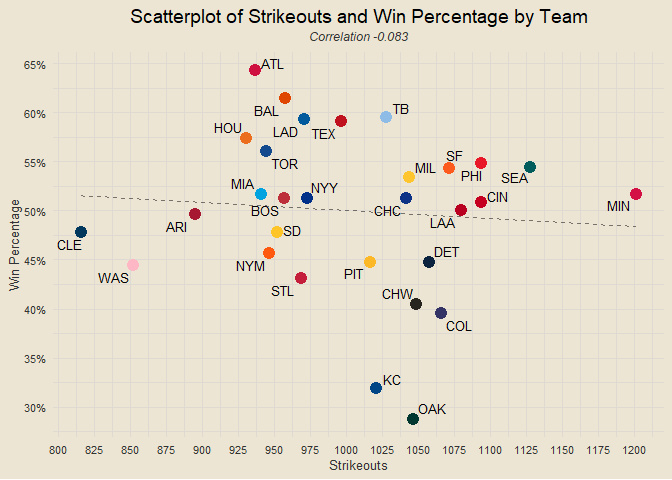 Scatterplot of Strikeouts and Win Percentage by Team
Correlation -0.083
65%
ATL
BAL
60%
LAD
TEX
TB
HOU
TOR
55%
MIL
SF
PHI
SEA
MIA
NYY
BOS
CHC
CIN
LAA
MIN
50%
ARI
CLE
SD
WAS
NYM
45%
STL
PIT
DET
CHW
40%
COL
35%
KC
30%
OAK
Win Percentage
800 825 850 875 900 925 950 975 1000 1025 1050 1075 1100 1125 1150 1175 1200
Strikeouts